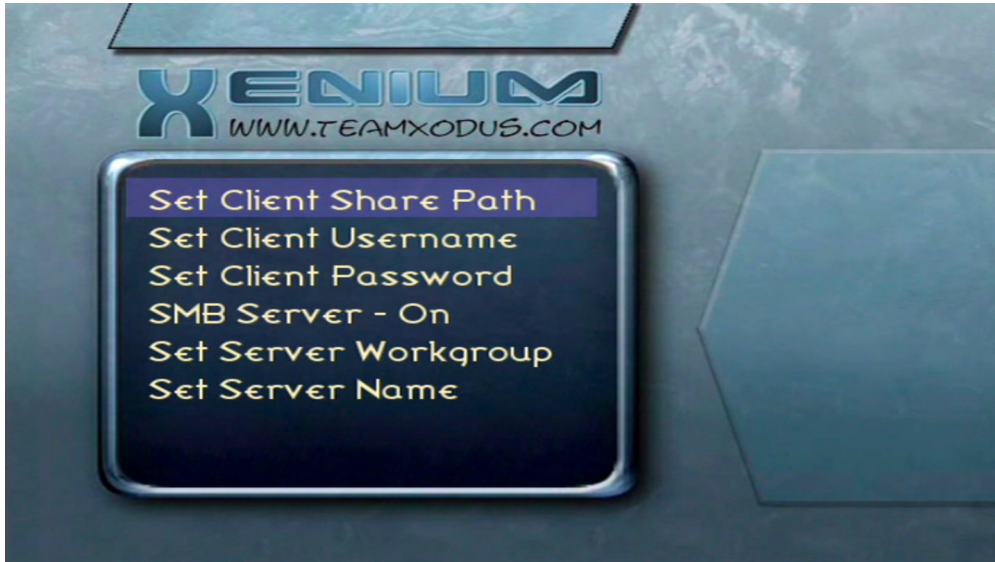 XENIUM
WWW.TEAMXODUS.COM
Set Client Share Path
Set Client Username
Set Client Password
SMB Server - On
Set Server Workgroup
Set Server Name